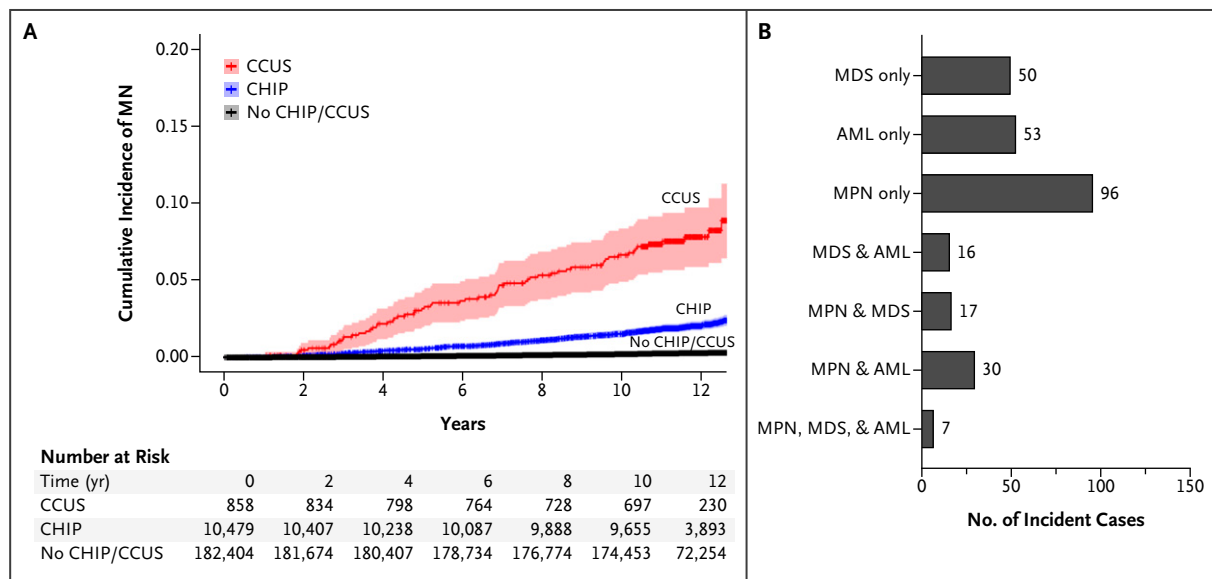 A
Cumulative Incidence of MN
0.20
0.15
0.10
0.05
0.00
CCUS
CHIP
No CHIP/CCUS
CCUS
CHIP
No CHIP/CCUS
0 2 4 6 8 10 12
Years
Number at Risk
Time (yr) 0 2 4 6 8 10 12
CCUS 858 834 798 764 728 697 230
CHIP 10,479 10,407 10,238 10,087 9,888 9,655 3,893
No CHIP/CCUS 182,404 181,674 180,407 178,734 176,774 174,453 72,254
B
MDS only 50
AML only 53
MPN only 96
MDS & AML 16
MPN & MDS 17
MPN & AML 30
MPN, MDS, & AML 7
0 50 100 150
No. of Incident Cases